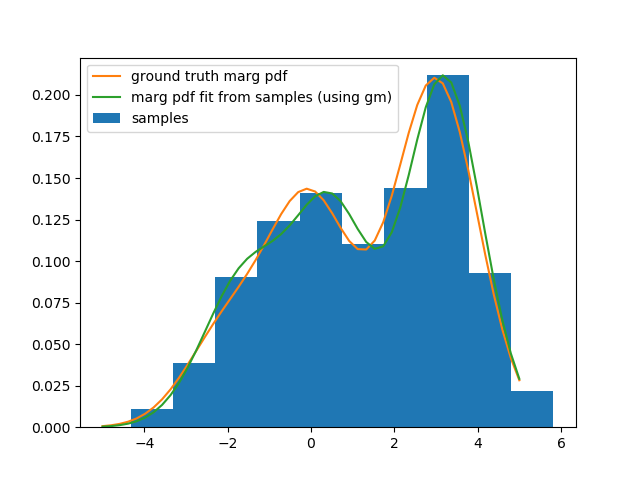 ground truth marg pdf
marg pdf fit from samples (using gm)
samples
0.200
0.175
0.150
0.125
0.100
0.075
0.050
0.025
0.000
−4 −2 0 2 4 6